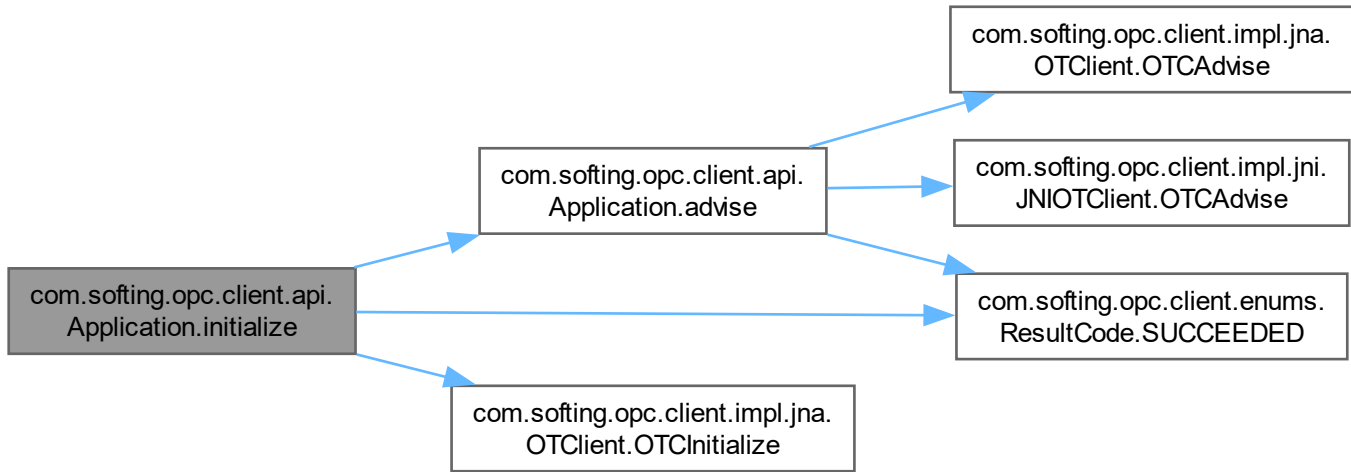 com.softing.opc.client.impl.jna.
OTClient.OTCAdvise
com.softing.opc.client.api.
Application.advise
com.softing.opc.client.impl.jni.
JNIOTClient.OTCAdvise
com.softing.opc.client.api.
Application.initialize
com.softing.opc.client.enums.
ResultCode.SUCCEEDED
com.softing.opc.client.impl.jna.
OTClient.OTCInitialize